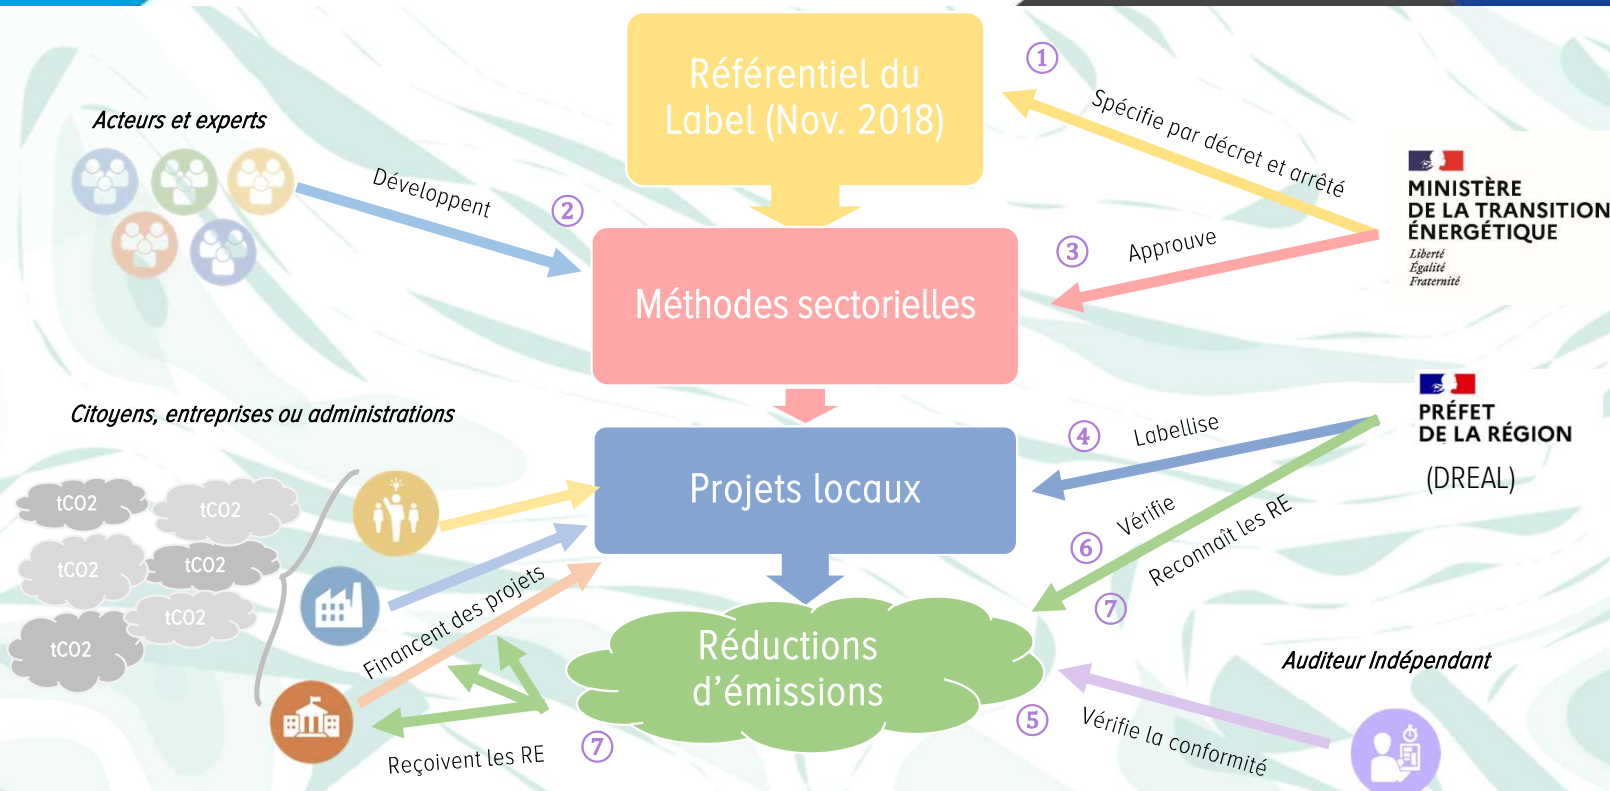 Référentiel du
Label (Nov. 2018)
①
Spécifie par décret et arrêté
MINISTÈRE
DE LA TRANSITION
ÉNERGÉTIQUE
Liberté
Égalité
Fraternité
Acteurs et experts
Développent
②
Méthodes sectorielles
③
Approuve
Citoyens, entreprises ou administrations
tCO2
tCO2
tCO2
tCO2
tCO2
tCO2
Financent des projets
Projets locaux
④
Labellise
PRÉFET
DE LA RÉGION
(DREAL)
⑥
Vérifie
Reconnaît les RE
⑦
Réductions
d'émissions
Reçoivent les RE
⑦
Auditeur Indépendant
⑤
Vérifie la conformité